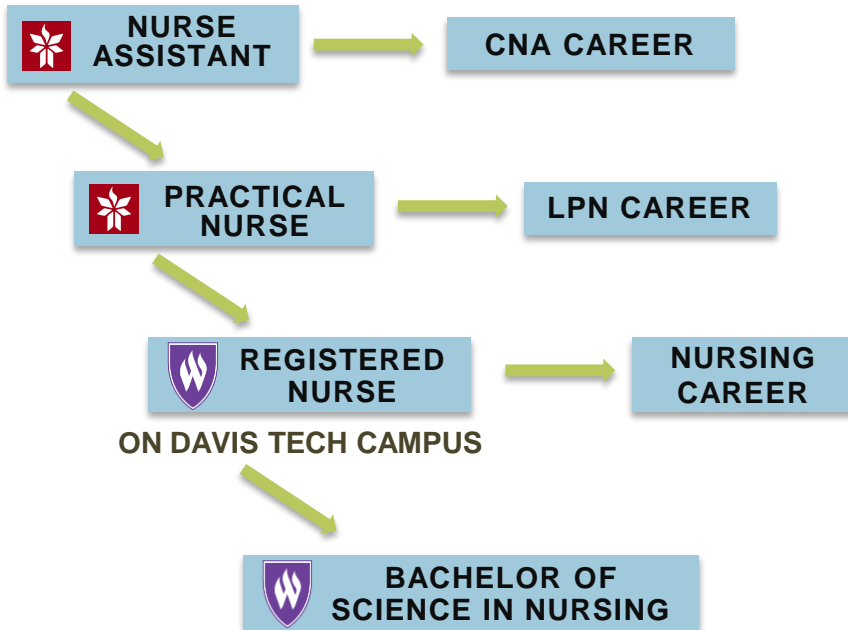 NURSE
ASSISTANT
CNA CAREER
PRACTICAL
NURSE
LPN CAREER
REGISTERED
NURSE
NURSING
CAREER
ON DAVIS TECH CAMPUS
BACHELOR OF
SCIENCE IN NURSING